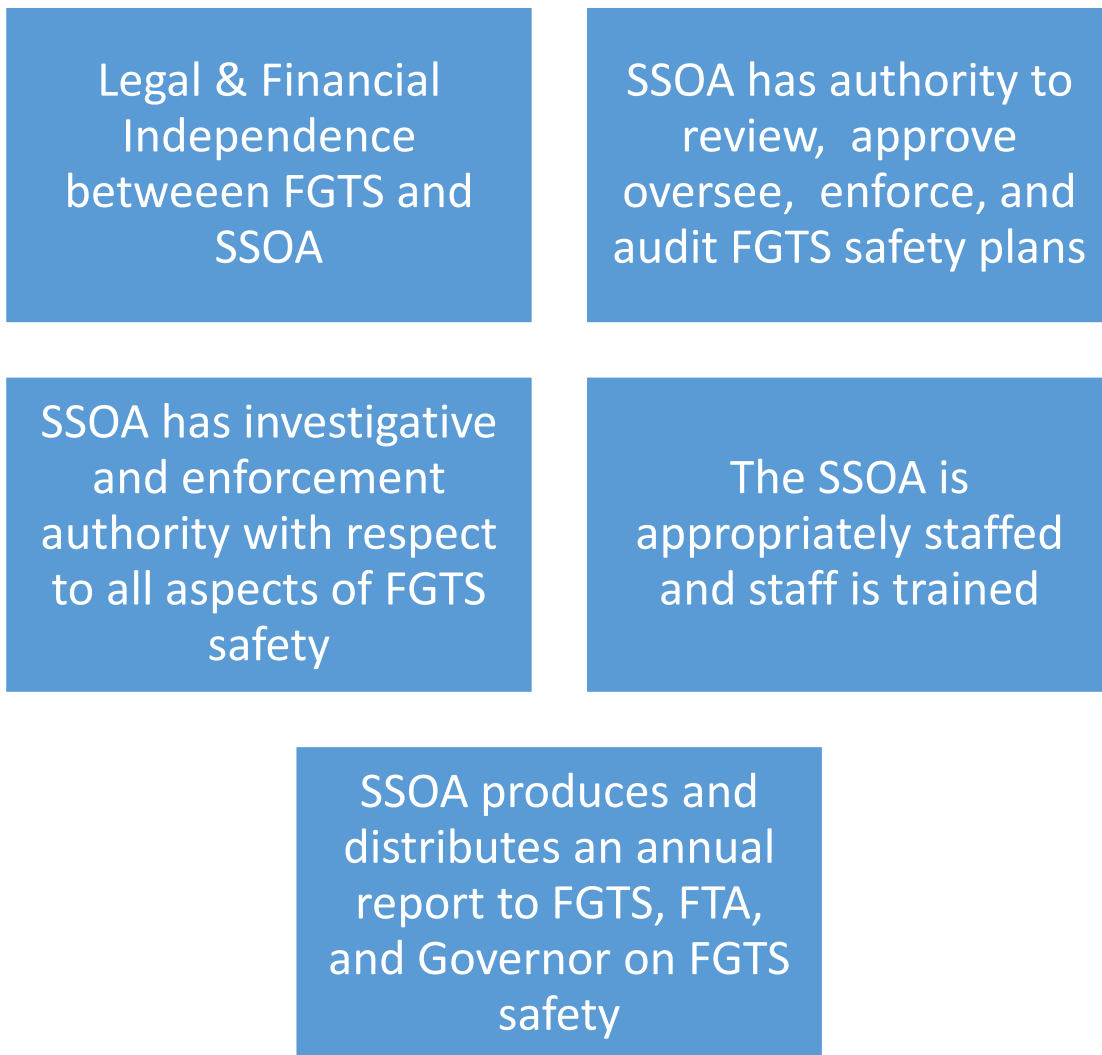 Legal & Financial
Independence
betweeen FGTS and
SSOA
SSOA has authority to
review,  approve
oversee,  enforce, and
audit FGTS safety plans
SSOA has investigative
and enforcement
authority with respect
to all aspects of FGTS
safety
The SSOA is
appropriately staffed
and staff is trained
SSOA produces and
distributes an annual
report to FGTS, FTA,
and Governor on FGTS
safety